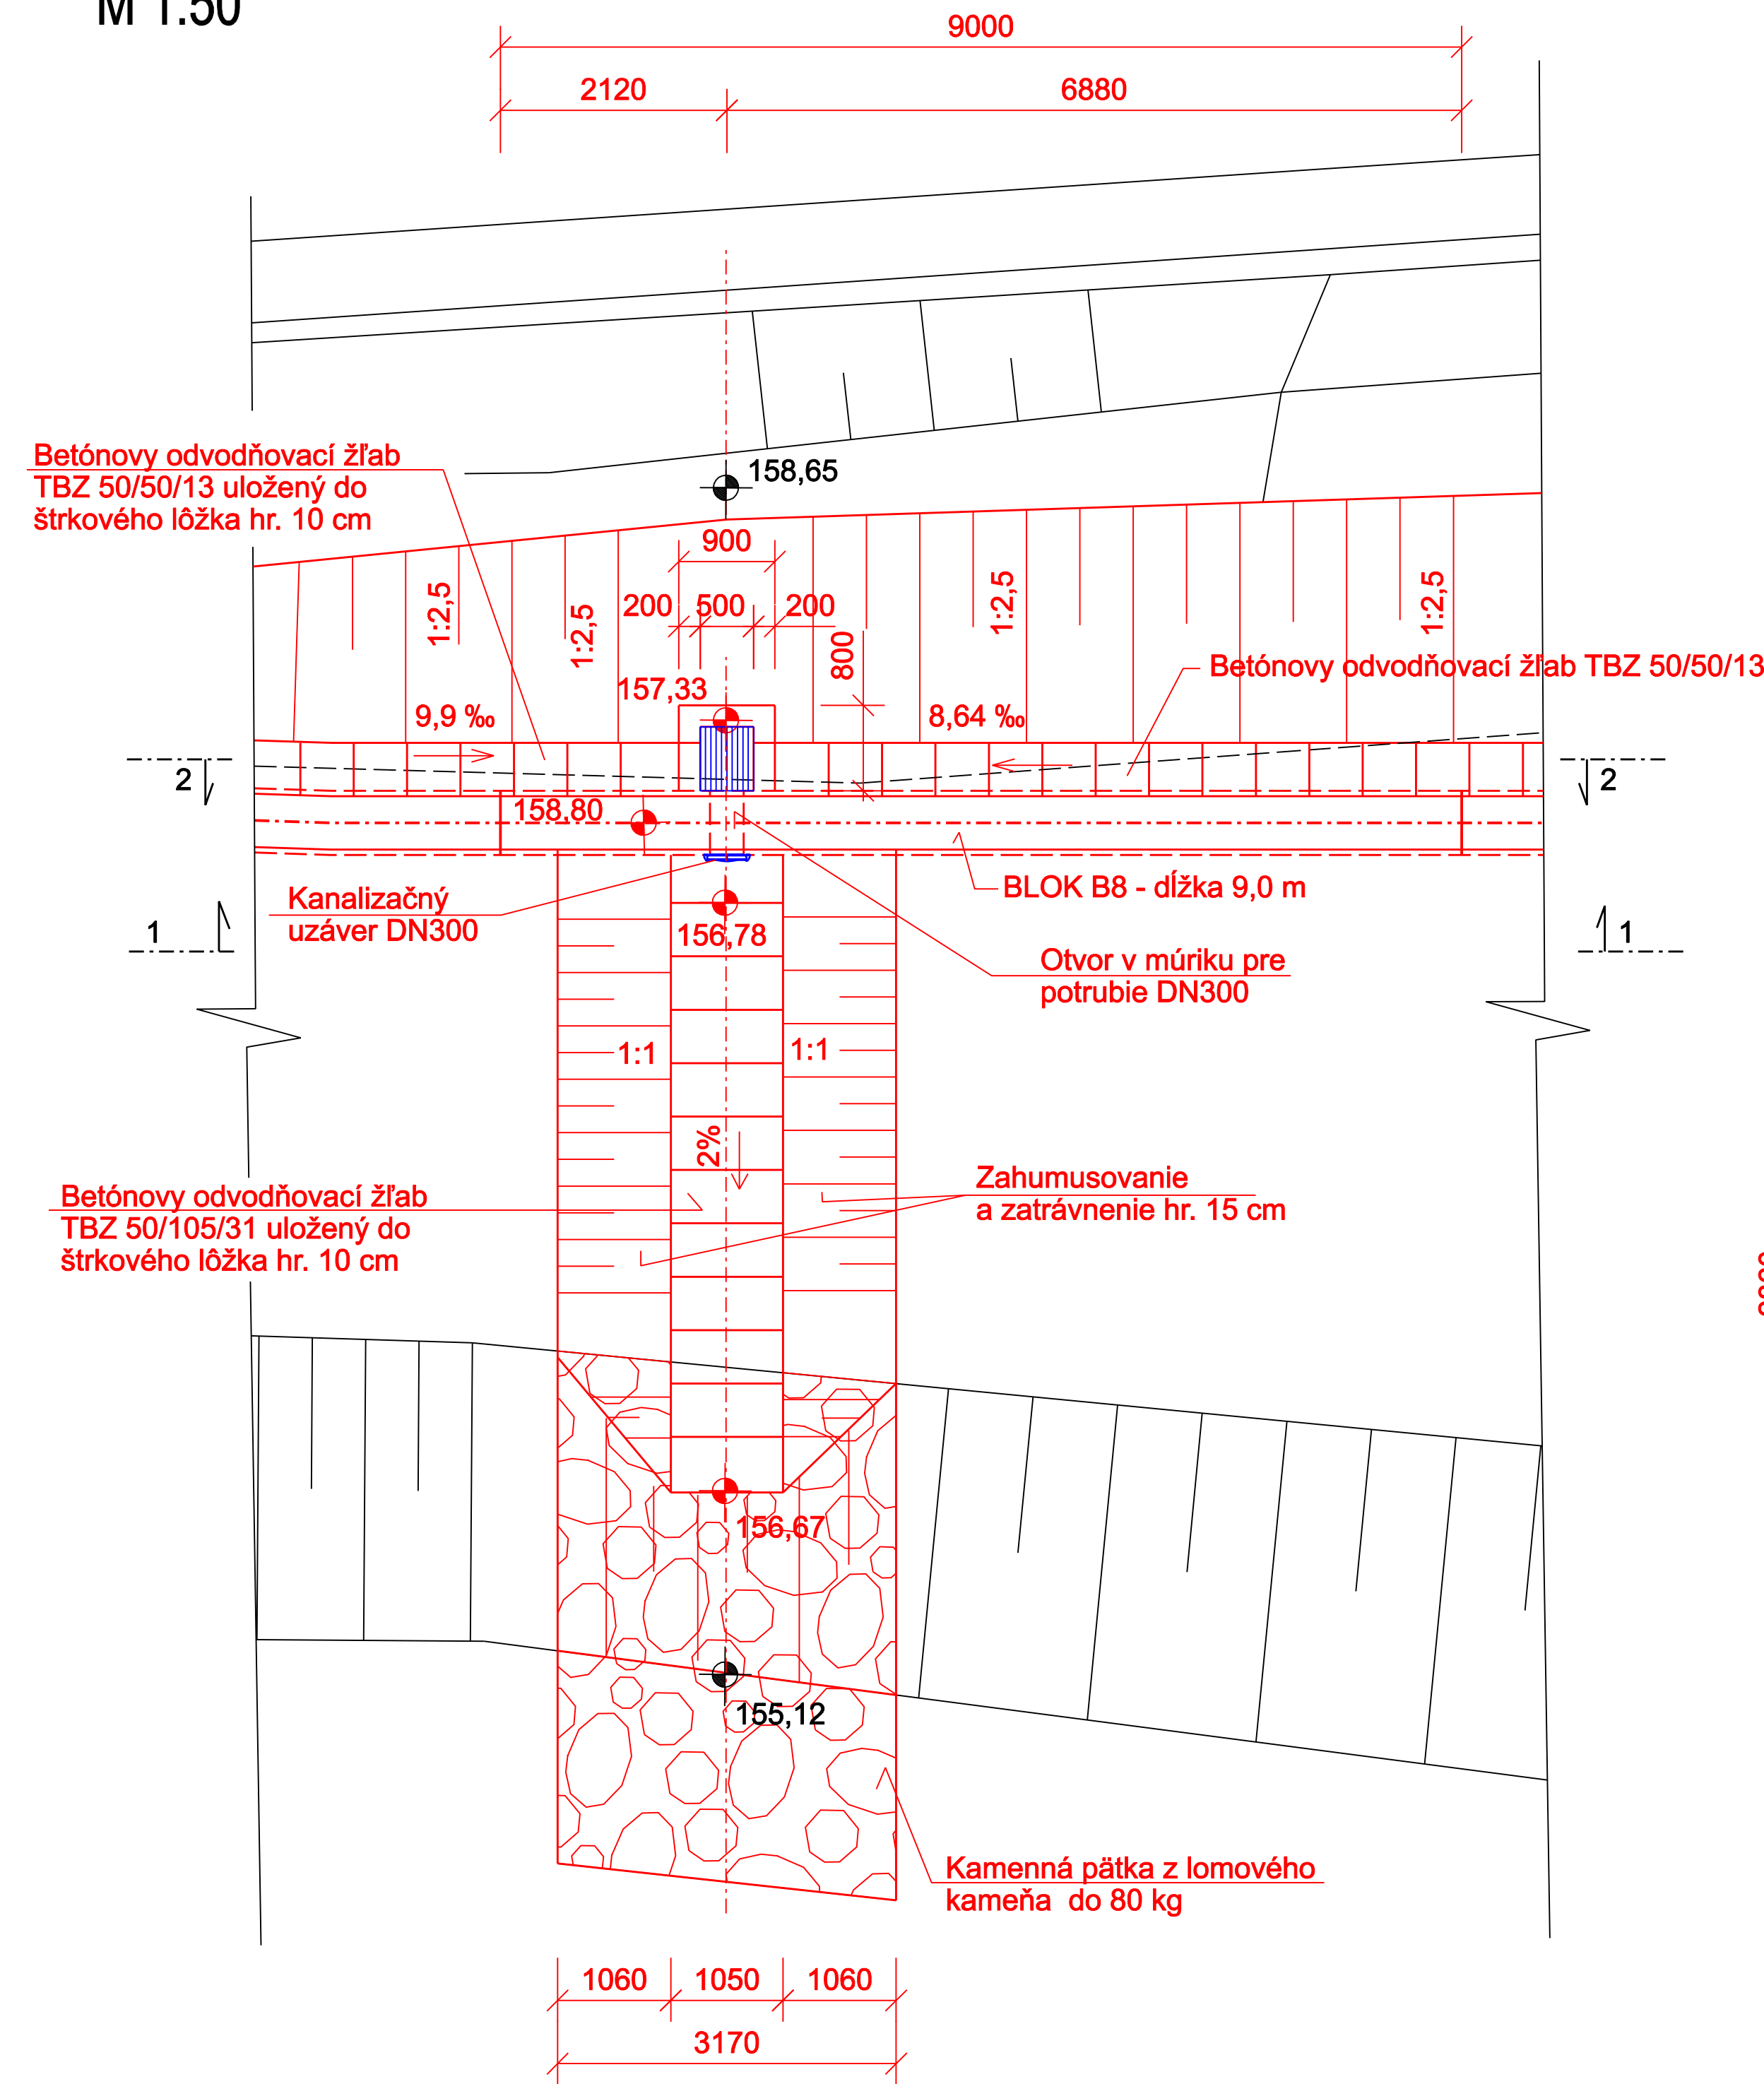 M 1:50
9000
2120
6880
Betónovy odvodňovací žľab
TBZ 50/50/13 uložený do
štrkového lôžka hr. 10 cm
158,65
900
200
500
200
800
1:2,5
1:2,5
1:2,5
1:2,5
Betónovy odvodňovací žľab TBZ 50/50/13
157,33
9,9 ‰
8,64 ‰
2
2
158,80
Kanalizačný
uzáver DN300
BLOK B8 - dĺžka 9,0 m
1
1
156,78
Otvor v múriku pre
potrubie DN300
1:1
1:1
2%
Betónovy odvodňovací žľab
TBZ 50/105/31 uložený do
štrkového lôžka hr. 10 cm
Zahumusovanie
a zatrávnenie hr. 15 cm
156,67
155,12
Kamenná pätka z lomového
kameňa do 80 kg
1060
1050
1060
3170